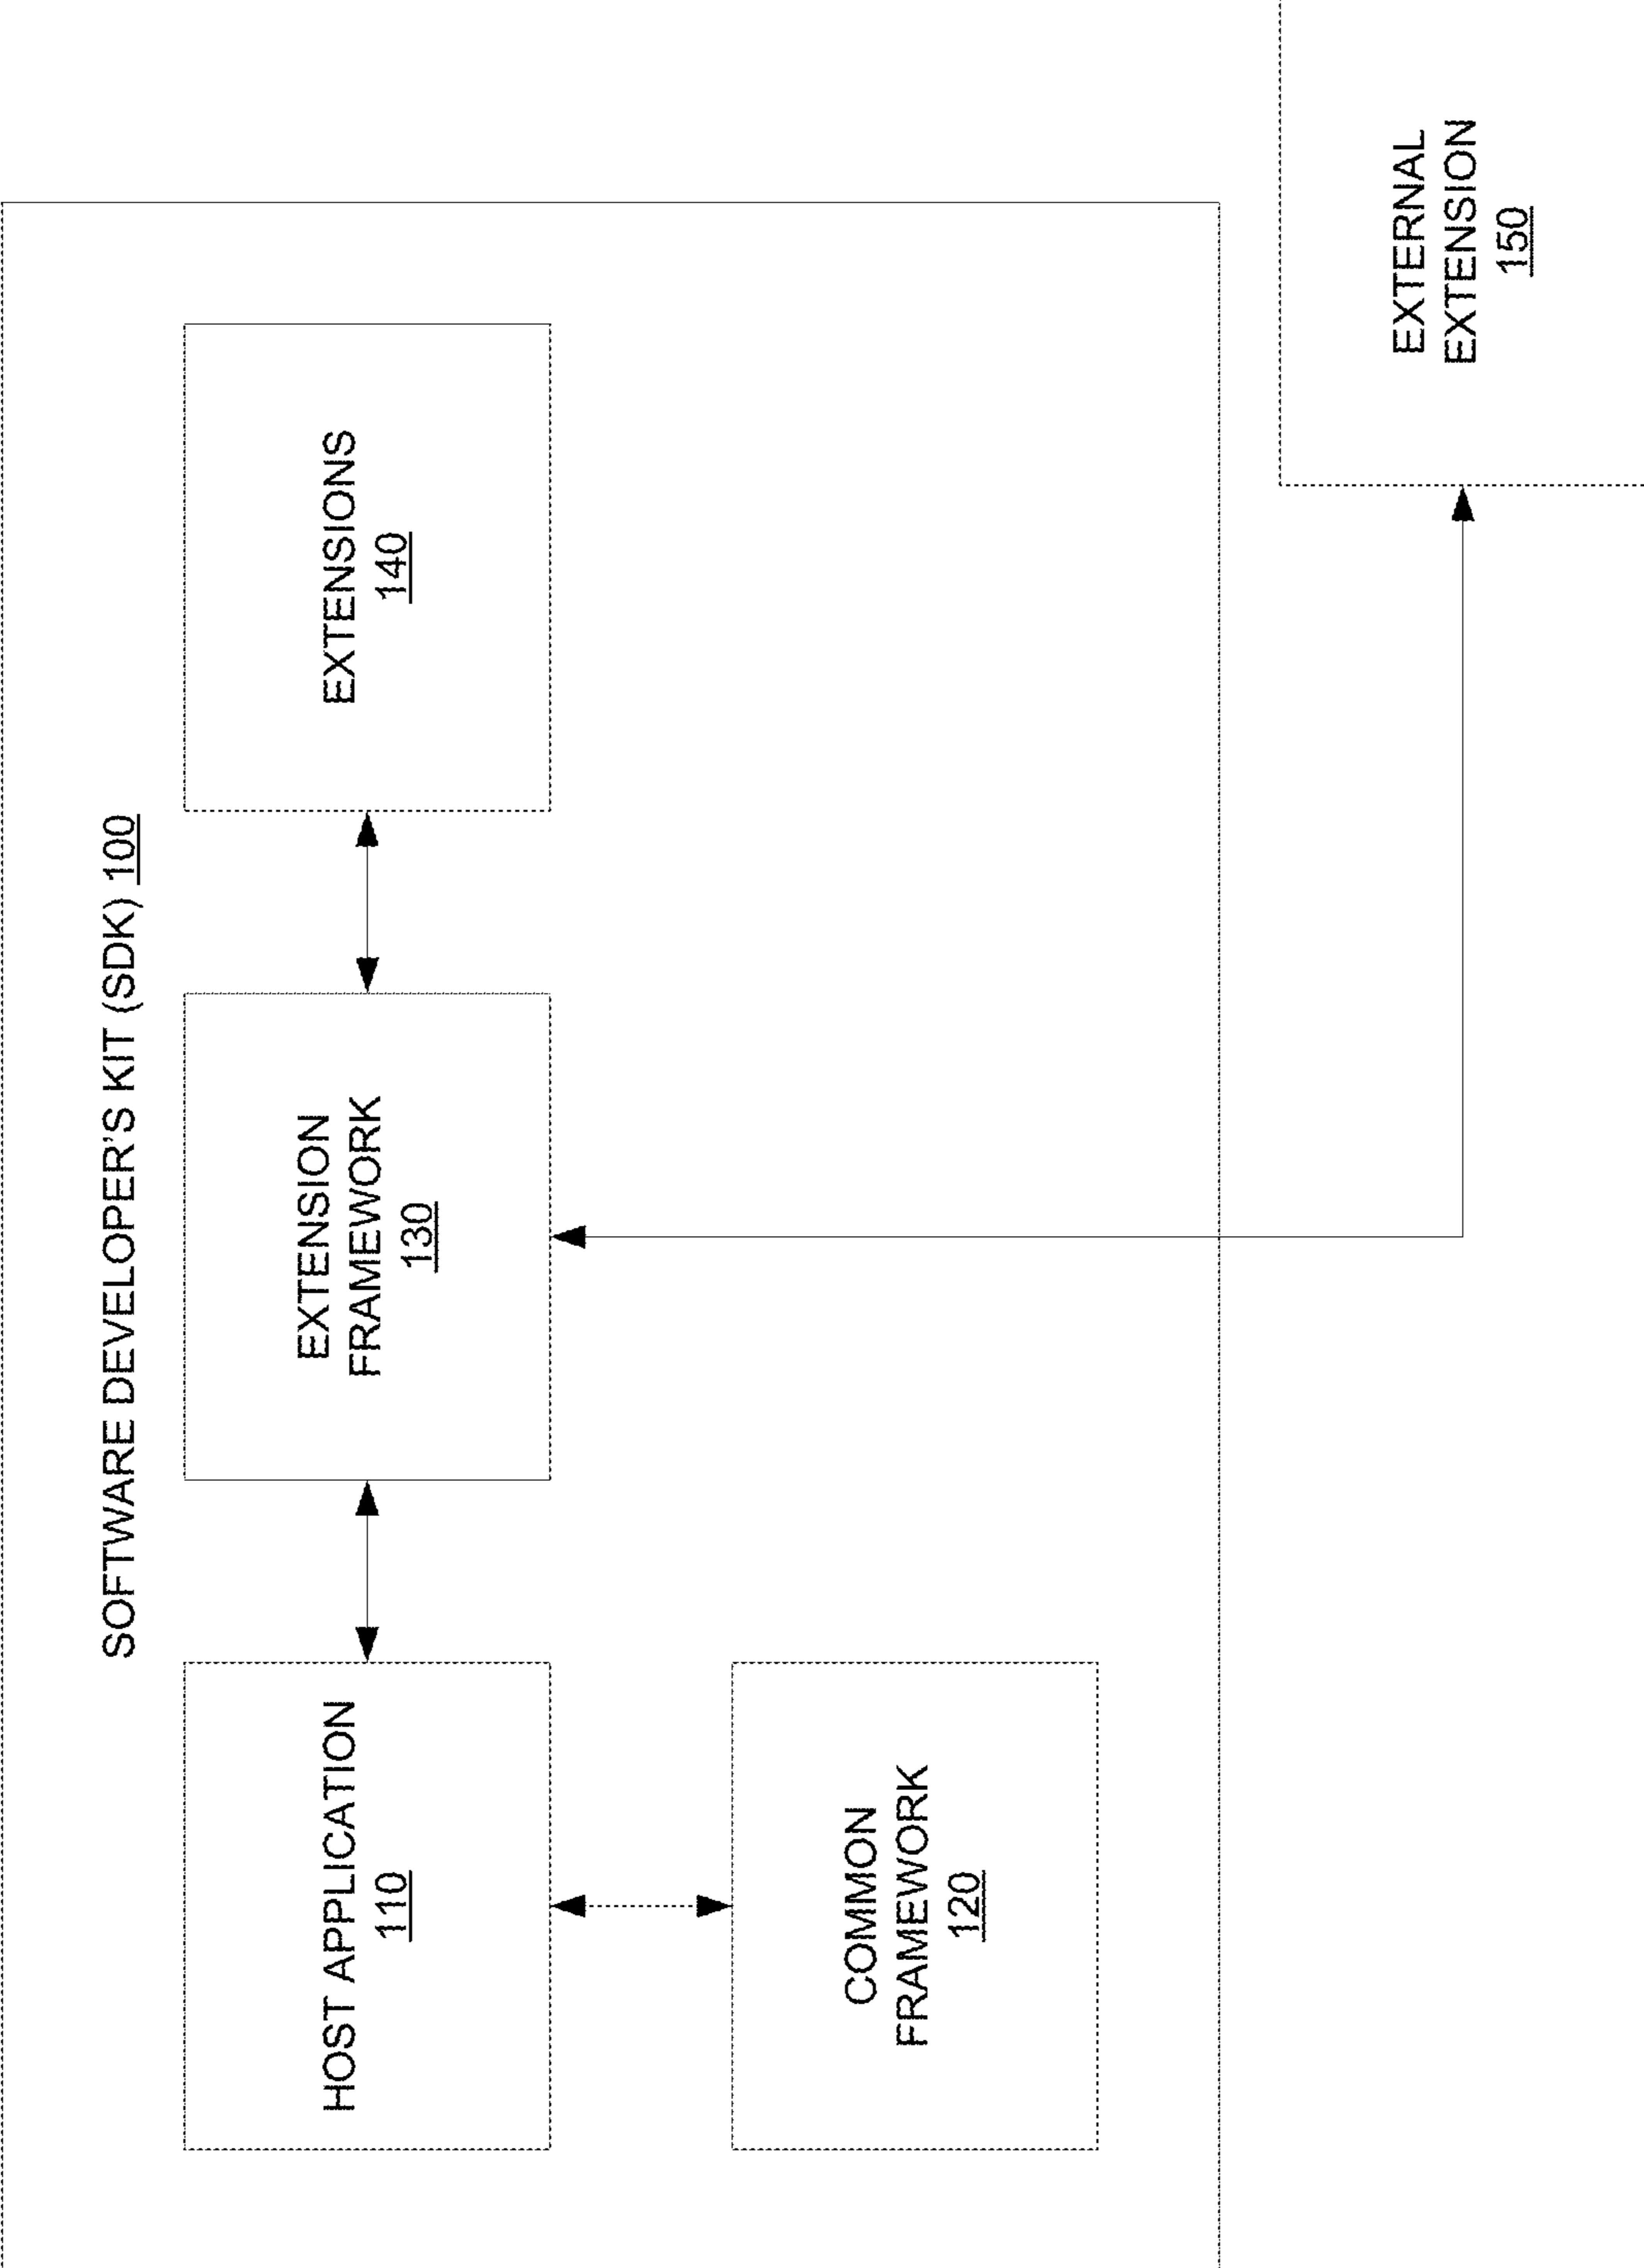 SOFTWARE DEVELOPER'S KIT (SDK) 100
HOST APPLICATION
110
EXTENSION
FRAMEWORK
130
EXTENSIONS
140
COMMON
FRAMEWORK
120
EXTERNAL
EXTENSION
150